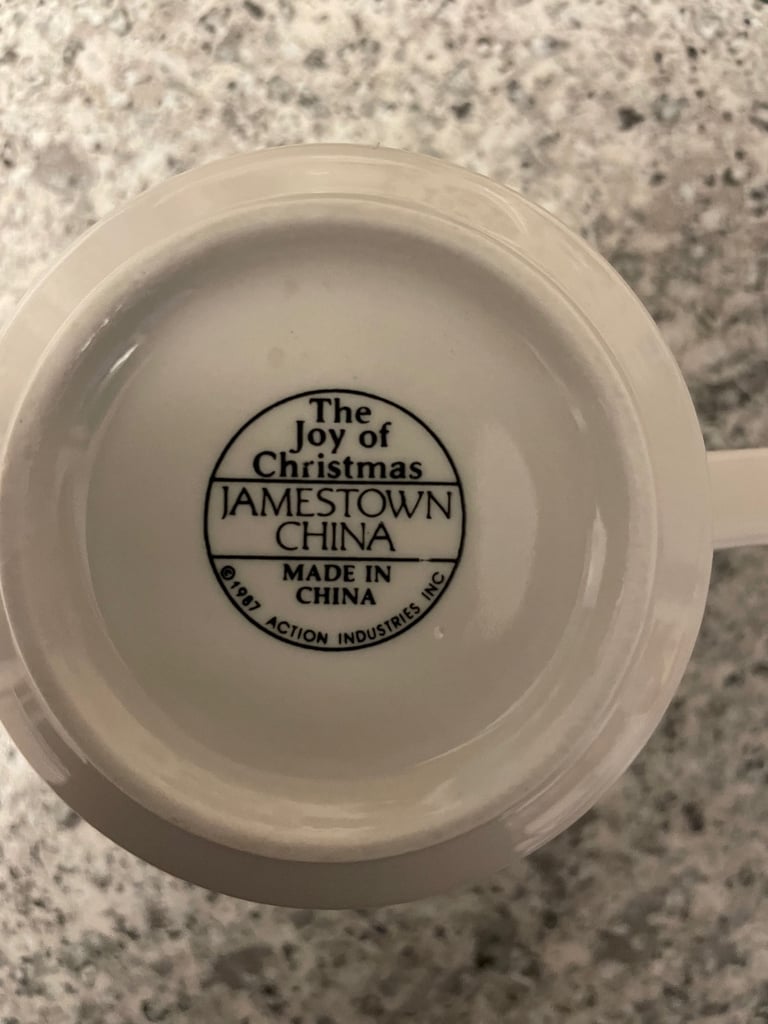 The
Joy of
Christmas
JAMESTOWN
CHINA
MADE IN
CHINA
©1987 ACTION INDUSTRIES INC